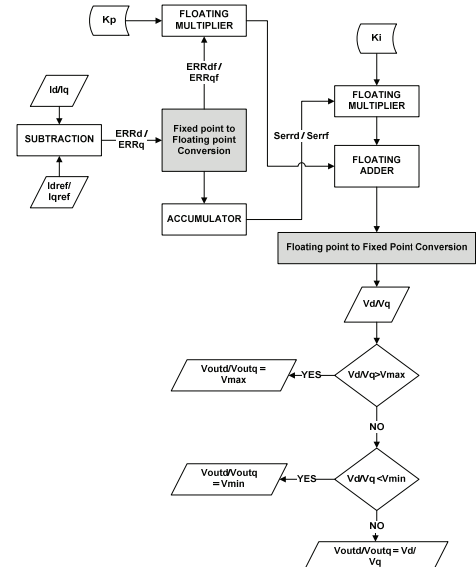 Kp
FLOATING
MULTIPLIER
Ki
ERRdf /
ERRqf
Id/Iq
FLOATING
MULTIPLIER
SUBTRACTION
ERRd /
ERRq
Fixed point to
Floating point
Conversion
Serrd / Serrf
FLOATING
ADDER
Idref/
Iqref
ACCUMULATOR
Floating point to Fixed Point Conversion
Vd/Vq
Voutd/Voutq =
Vmax
YES
Vd/Vq>Vmax
NO
Voutd/Voutq
= Vmin
YES
Vd/Vq <Vmin
NO
Voutd/Voutq = Vd/
Vq